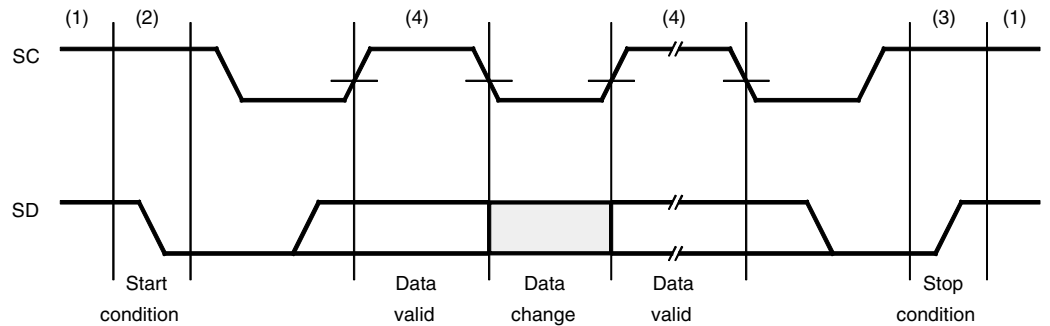 (1) (2) (4) (4) (3) (1)
SC
SD
Start condition
Data valid
Data change
Data valid
Stop condition